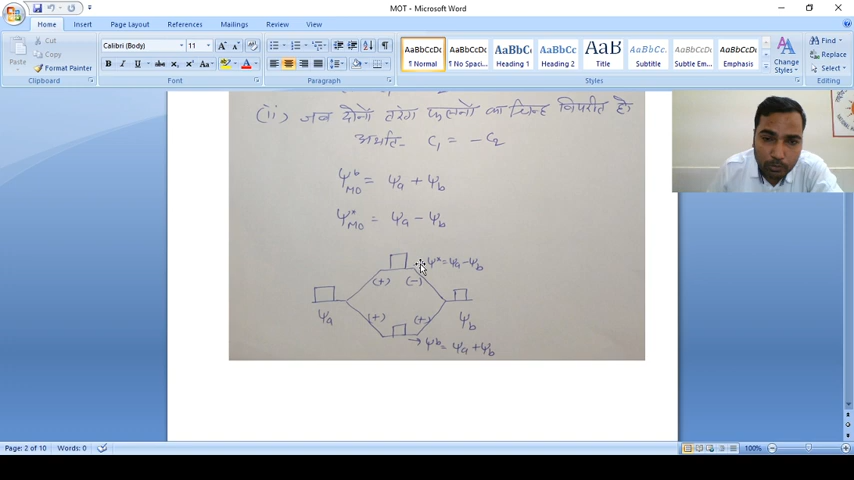 MOT - Microsoft Word
Home Insert Page Layout References Mailings Review View
Paste Cut Copy Format Painter Clipboard
Calibri (Body) 11 Font
Paragraph
AaBbCcDc ¶ Normal AaBbCcDc ¶ No Spaci... AaBbCc Heading 1 AaBbCc Heading 2 AaB Title AaBbCc Subtitle AaBbCcDc Subtle Em... AaBbCcDc Emphasis
Styles
Change Styles
Find Replace Select Editing
(ii) जब दोनों तरंग फलनों का चिन्ह विपरीत हो
अर्थात- C₁ = -C₂
Ψᵇ_MO = Ψa + Ψb
Ψ*_MO = Ψa - Ψb
Ψ* = Ψa - Ψb
(+) (-)
Ψa Ψb
(+) (+)
→ Ψᵇ = Ψa + Ψb
Page: 2 of 10 Words: 0 100%